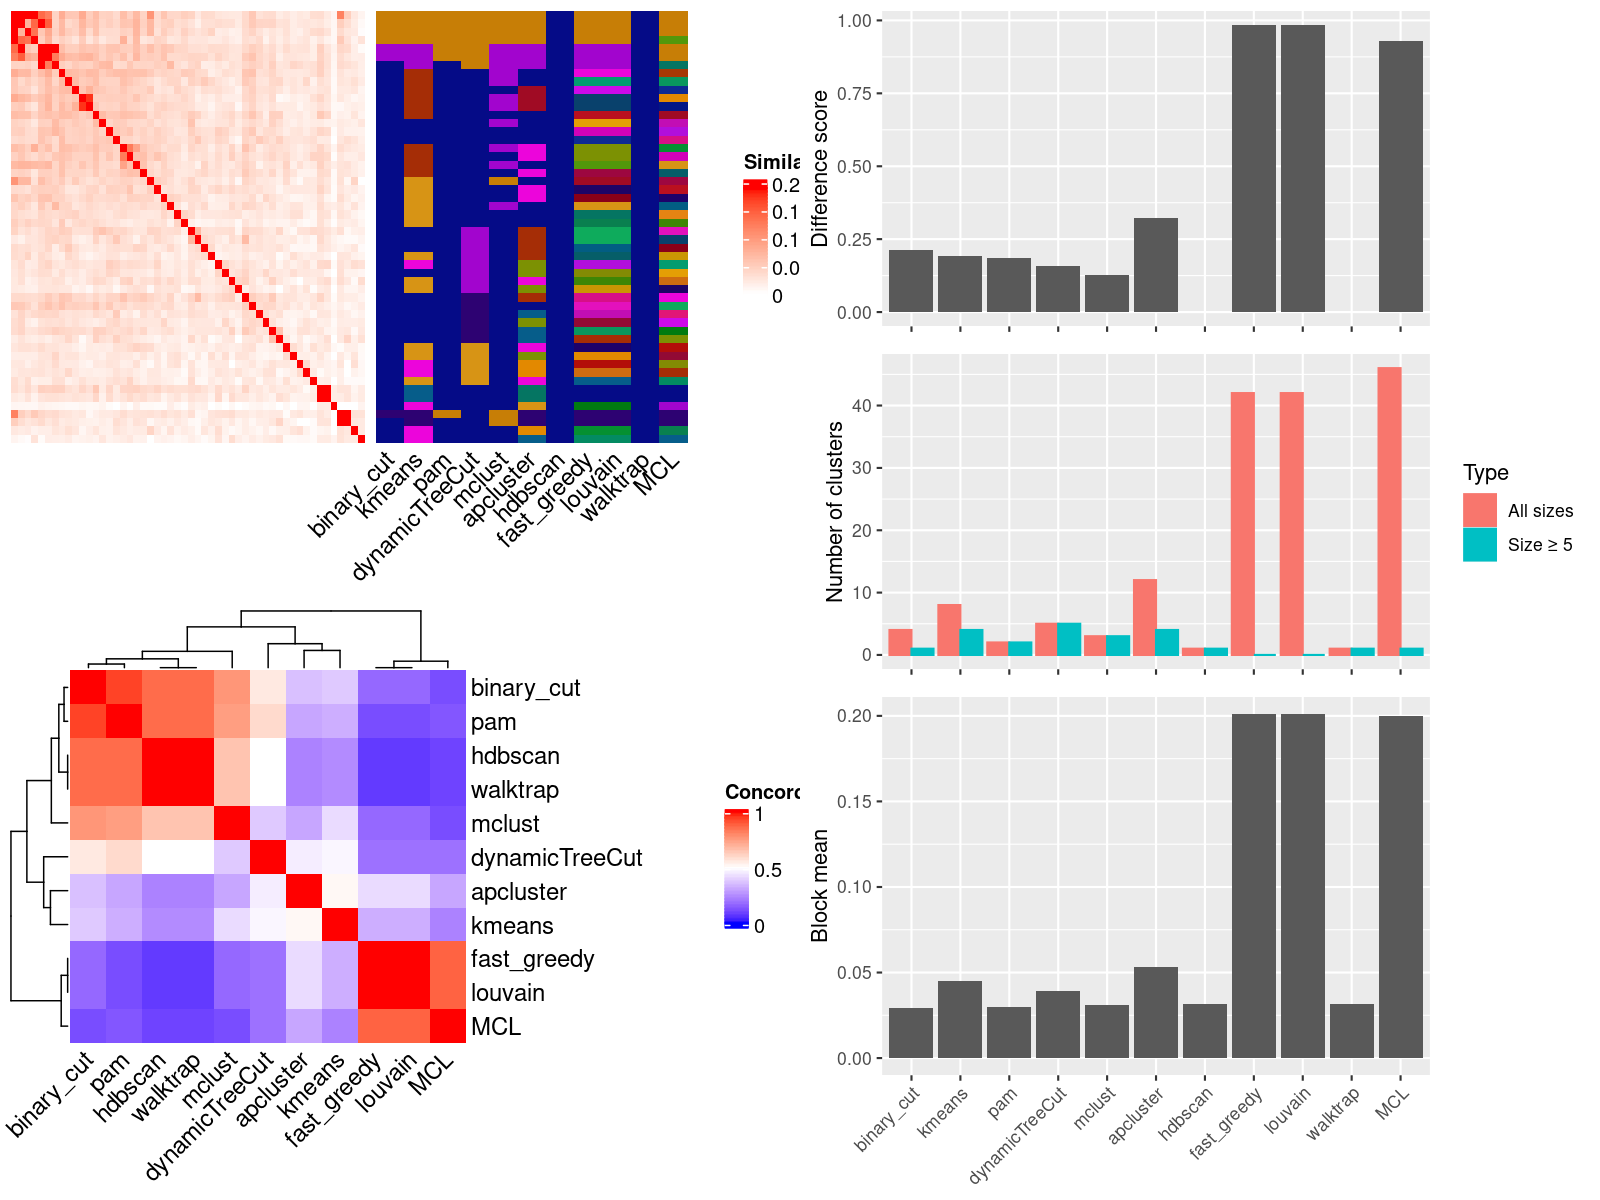 Simila
0.2
0.1
0.1
0.0
0
binary_cut
kmeans
pam
dynamicTreeCut
mclust
apcluster
hdbscan
fast_greedy
louvain
walktrap
MCL
binary_cut
pam
hdbscan
walktrap
mclust
dynamicTreeCut
apcluster
kmeans
fast_greedy
louvain
MCL
binary_cut
pam
hdbscan
walktrap
mclust
dynamicTreeCut
apcluster
kmeans
fast_greedy
louvain
MCL
Concord
1
0.5
0
Difference score
1.00
0.75
0.50
0.25
0.00
Number of clusters
40
30
20
10
0
Type
All sizes
Size ≥ 5
Block mean
0.20
0.15
0.10
0.05
0.00
binary_cut
kmeans
pam
dynamicTreeCut
mclust
apcluster
hdbscan
fast_greedy
louvain
walktrap
MCL